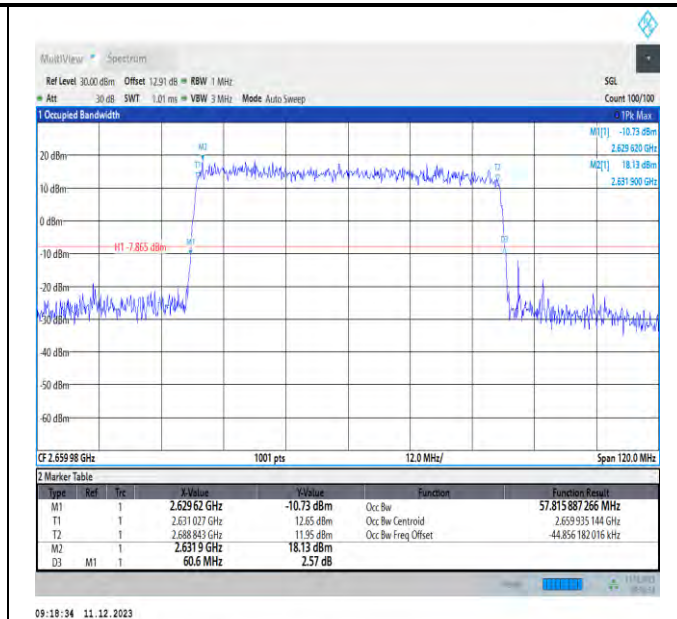 MultiView Spectrum
Ref Level 30.00 dBm Offset 12.91 dB RBW 1 MHz SGL
Att 30 dB SWT 1.01 ms VBW 3 MHz Mode Auto Sweep Count 100/100
1 Occupied Bandwidth 1Pk Max
M1[1] -10.73 dBm
2.629 620 GHz
M2[1] 18.13 dBm
2.631 900 GHz
M2
T1
T2
20 dBm
10 dBm
0 dBm
H1 -7.865 dBm
M1
D3
-10 dBm
-20 dBm
-30 dBm
-40 dBm
-50 dBm
-60 dBm
CF 2.659 98 GHz 1001 pts 12.0 MHz/ Span 120.0 MHz
2 Marker Table
Type Ref Trc X-Value Y-Value Function Function Result
M1 1 2.629 62 GHz -10.73 dBm Occ Bw 57.815 887 266 MHz
T1 1 2.631 027 GHz 12.65 dBm Occ Bw Centroid 2.659 935 144 GHz
T2 1 2.688 843 GHz 11.95 dBm Occ Bw Freq Offset -44.856 182 016 kHz
M2 1 2.631 9 GHz 18.13 dBm
D3 M1 1 60.6 MHz 2.57 dB
09:18:34 11.12.2023